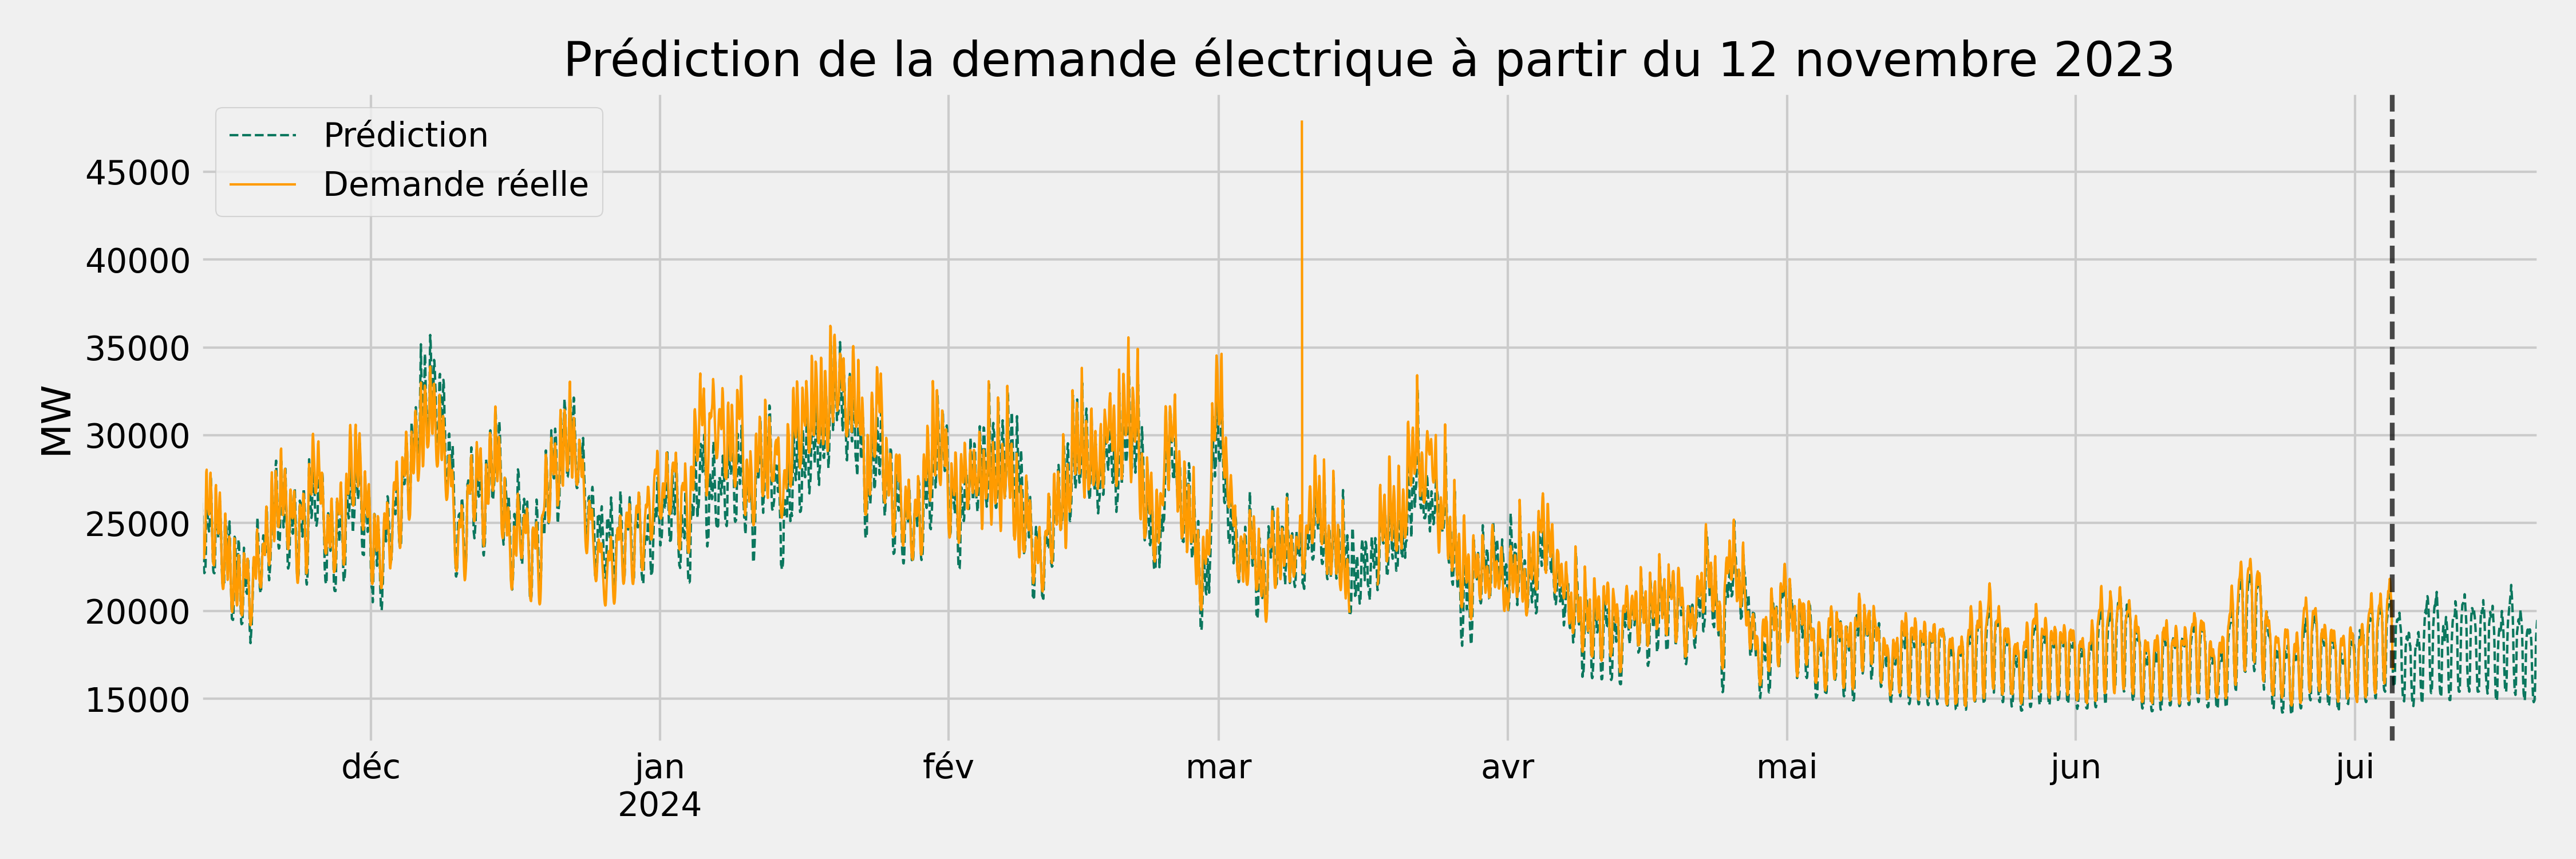 Prédiction de la demande électrique à partir du 12 novembre 2023
Prédiction
Demande réelle
45000
40000
35000
30000
25000
20000
15000
MW
déc
jan
2024
fév
mar
avr
mai
jun
jui